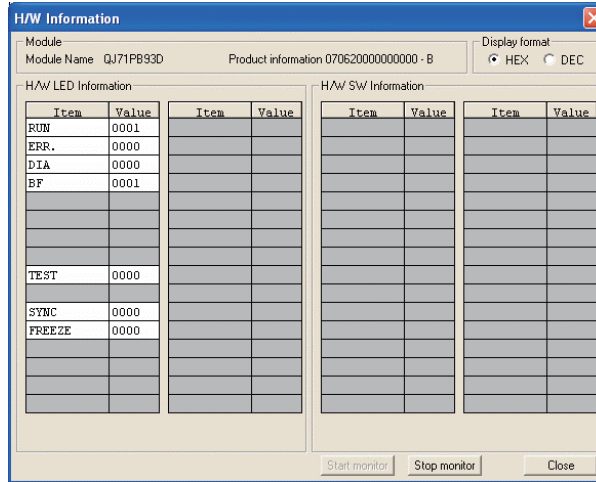 H/W Information
Module
Module Name QJ71PB93D Product information 070620000000000 - B
Display format
HEX DEC
H/W LED Information
H/W SW Information
Item Value Item Value Item Value Item Value
RUN 0001
ERR. 0000
DIA 0000
BF 0001
TEST 0000
SYNC 0000
FREEZE 0000
Start monitor Stop monitor Close